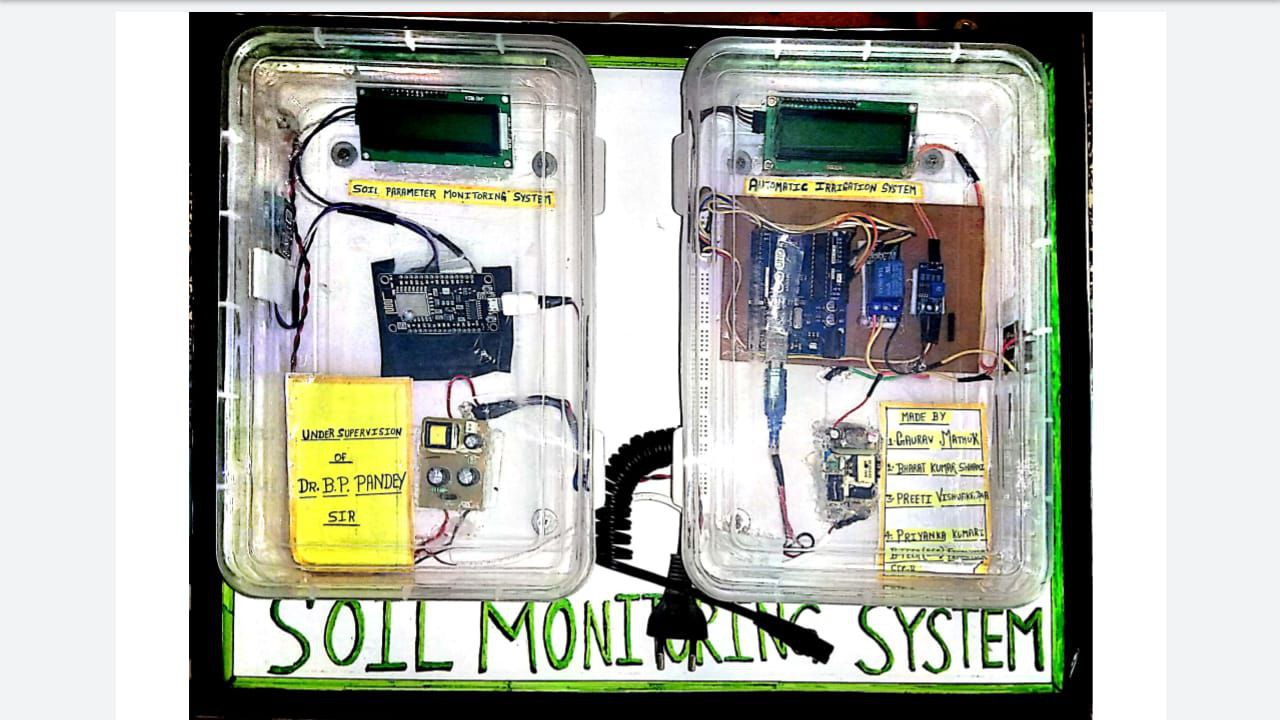 SOIL PARAMETER MONITORING SYSTEM
AUTOMATIC IRRIGATION SYSTEM
UNDER SUPERVISION
OF
DR. B.P. PANDEY
SIR
MADE BY
1. GAURAV MATHUR
2. BHARAT KUMAR
3. PREETI
4. PRIYANKA KUMARI
SOIL MONITORING SYSTEM